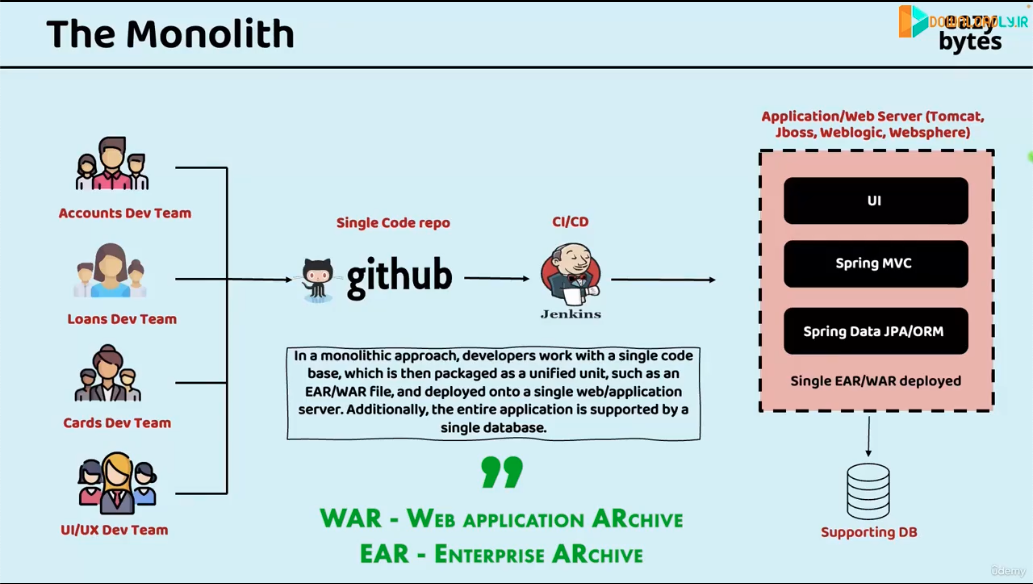 The Monolith
DOWNLOADLY.IR
eazy
bytes
Application/Web Server (Tomcat,
Jboss, Weblogic, Websphere)
Accounts Dev Team
Loans Dev Team
Cards Dev Team
UI/UX Dev Team
Single Code repo
github
CI/CD
Jenkins
UI
Spring MVC
Spring Data JPA/ORM
Single EAR/WAR deployed
Supporting DB
In a monolithic approach, developers work with a single code
base, which is then packaged as a unified unit, such as an
EAR/WAR file, and deployed onto a single web/application
server. Additionally, the entire application is supported by a
single database.
”
WAR - Web application ARchive
EAR - Enterprise ARchive
ûdemy